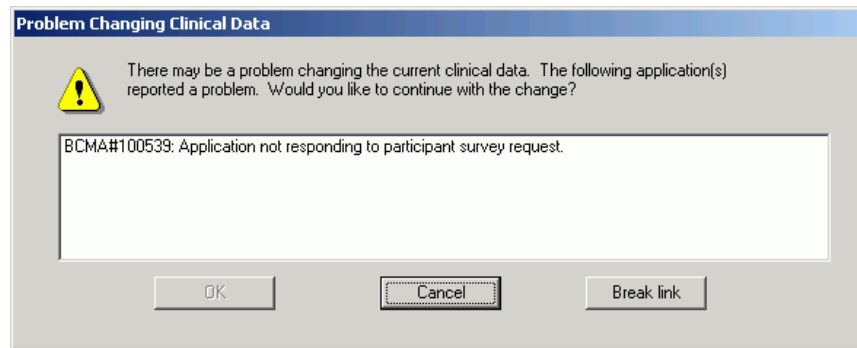 Problem Changing Clinical Data
There may be a problem changing the current clinical data.  The following application(s)
reported a problem.  Would you like to continue with the change?
BCMA#100539: Application not responding to participant survey request.
OK
Cancel
Break link